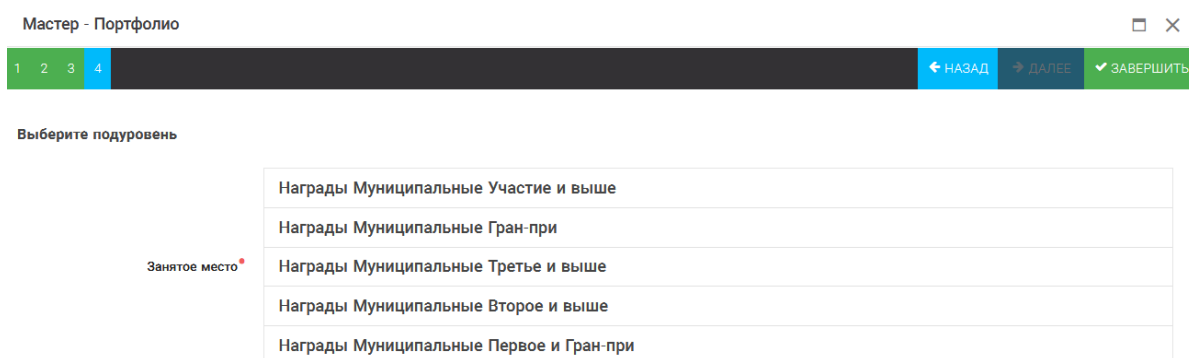 Мастер - Портфолио
1 2 3 4 НАЗАД ДАЛЕЕ ЗАВЕРШИТЬ
Выберите подуровень
Награды Муниципальные Участие и выше
Награды Муниципальные Гран-при
Занятое место Награды Муниципальные Третье и выше
Награды Муниципальные Второе и выше
Награды Муниципальные Первое и Гран-при